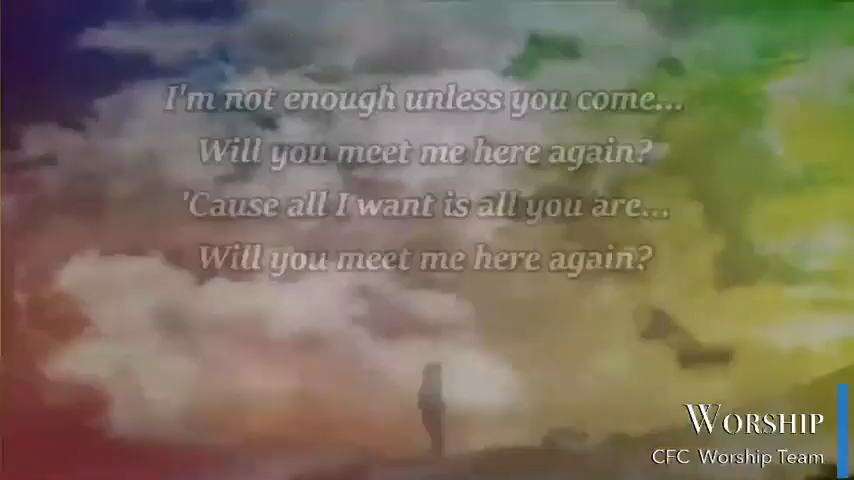 I'm not enough unless you come...
Will you meet me here again?
'Cause all I want is all you are...
Will you meet me here again?
WORSHIP
CFC Worship Team